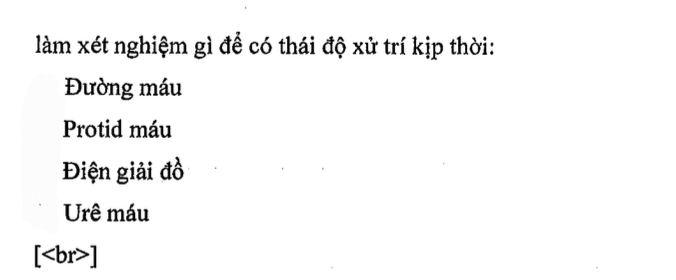 làm xét nghiệm gì để có thái độ xử trí kịp thời:
Đường máu
Protid máu
Điện giải đồ
Urê máu
[<br>]